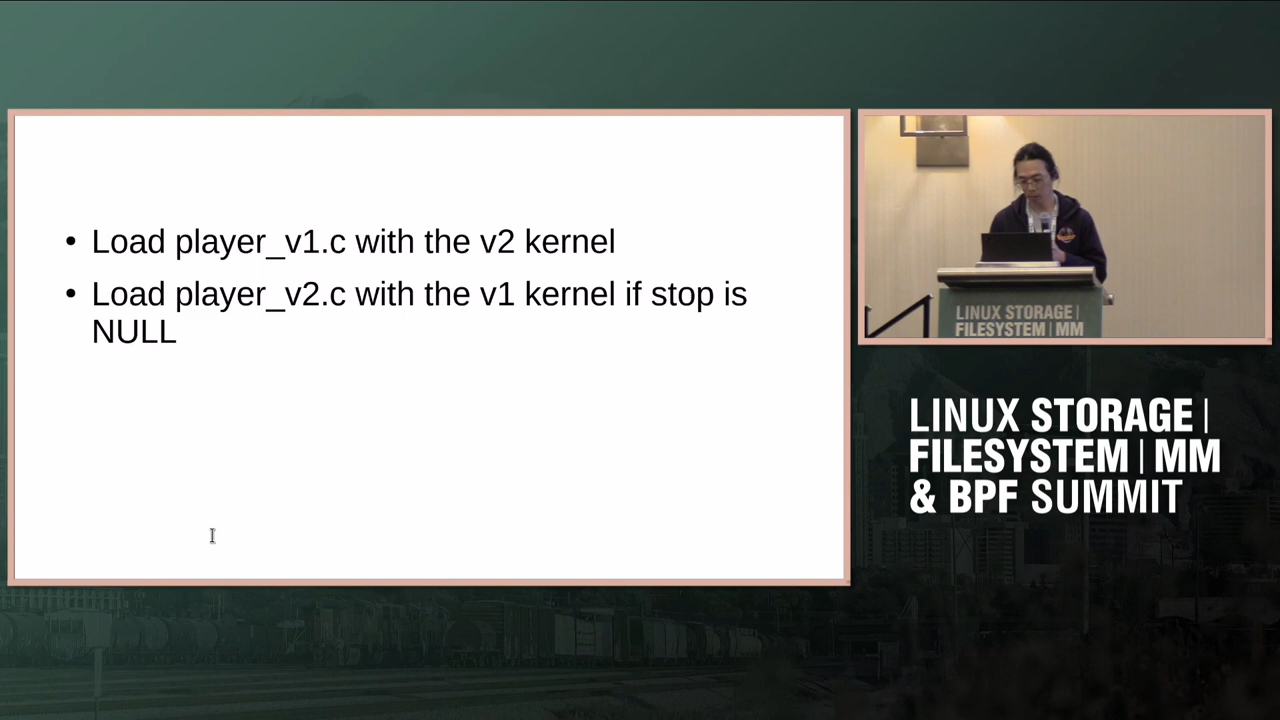 • Load player_v1.c with the v2 kernel
• Load player_v2.c with the v1 kernel if stop is
NULL
LINUX STORAGE|
FILESYSTEM|MM
LINUX STORAGE|
FILESYSTEM|MM
& BPF SUMMIT